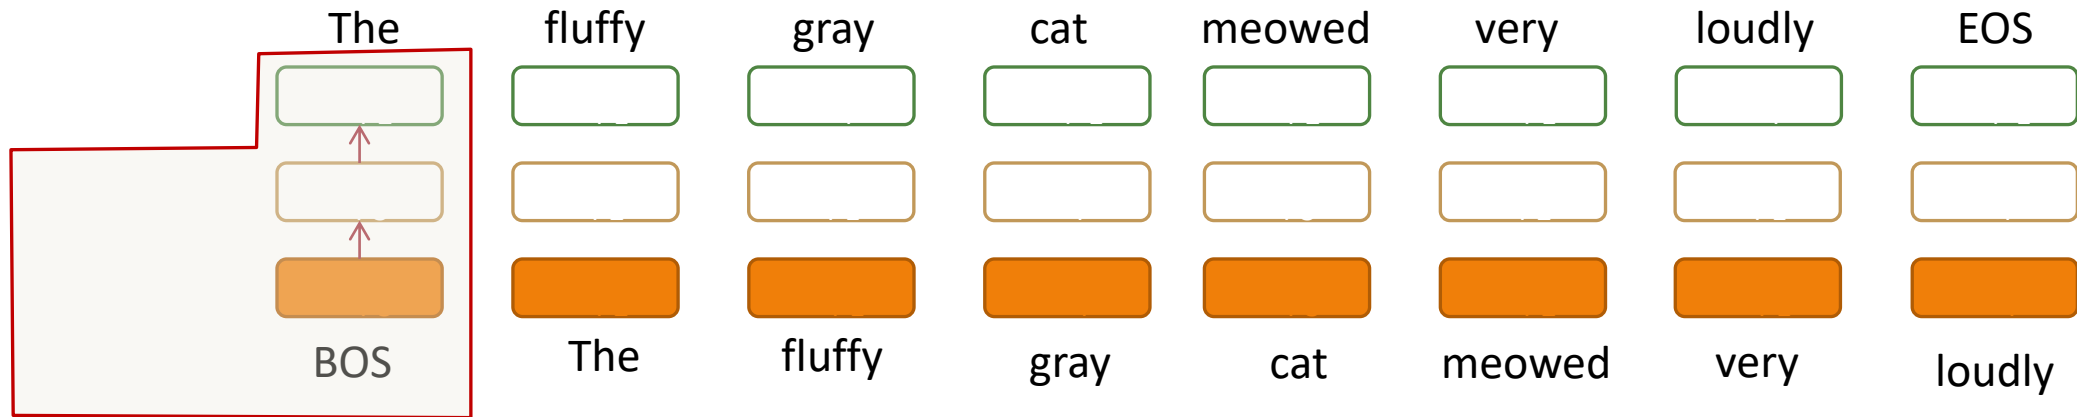 The fluffy gray cat meowed very loudly EOS
BOS The fluffy gray cat meowed very loudly